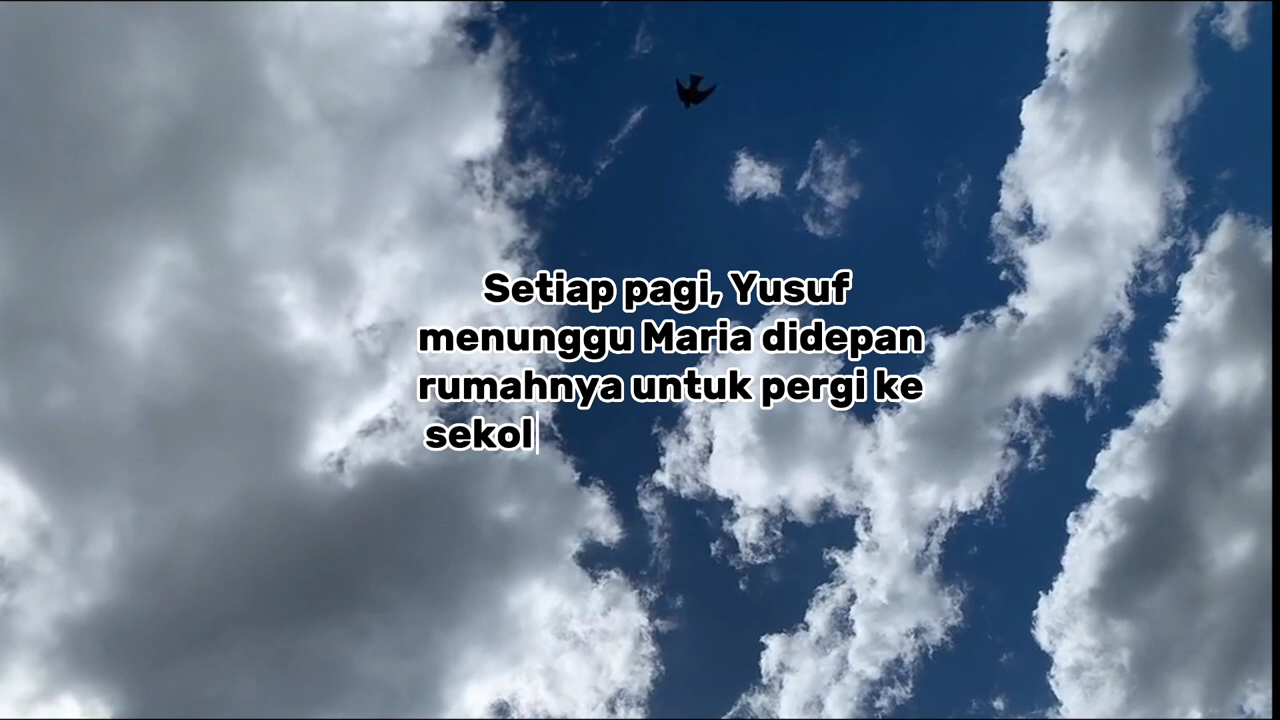 Setiap pagi, Yusuf
menunggu Maria didepan
rumahnya untuk pergi ke
sekol